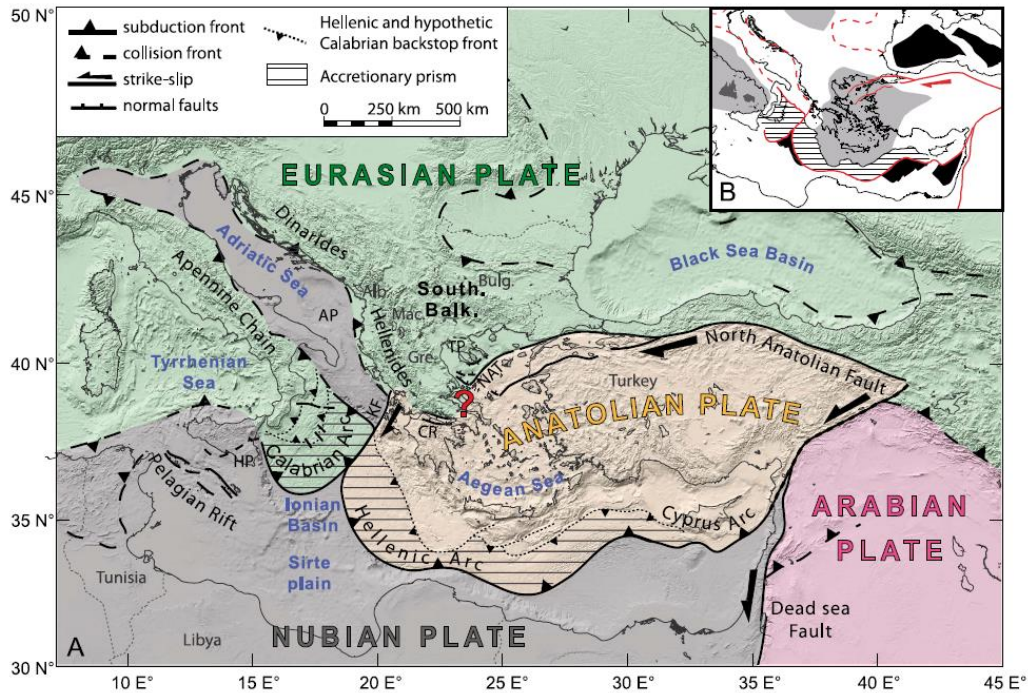 50 N°
45 N°
40 N°
35 N°
30 N°
subduction front
collision front
strike-slip
normal faults
Hellenic and hypothetic
Calabrian backstop front
Accretionary prism
0 250 km 500 km
B
EURASIAN PLATE
Dinarides
Adriatic Sea
Apennine Chain
AP
Alb.
Mac.
Gre.
Bulg.
South.
Balk.
Hellenides
TP
NAT
?
Black Sea Basin
North Anatolian Fault
Turkey
ANATOLIAN PLATE
Tyrrhenian
Sea
KF
CR
Aegean Sea
Calabrian Arc
HP
Pelagian Rift
Ionian
Basin
Sirte
plain
Hellenic Arc
Cyprus Arc
ARABIAN
PLATE
Dead sea
Fault
Tunisia
Libya
NUBIAN PLATE
A
10 E°
15 E°
20 E°
25 E°
30 E°
35 E°
40 E°
45 E°